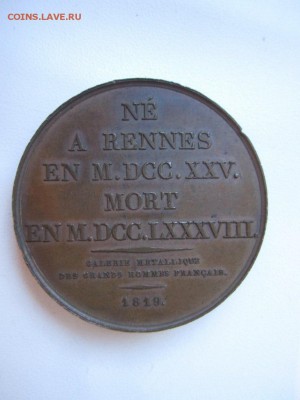 COINS.LAVE.RU
NÉ
A RENNES
EN M.DCC.XXV.
MORT
EN M.DCC.LXXXVIII.
GALERIE METALLIQUE
DES GRANDS HOMMES FRANÇAIS.
1819.